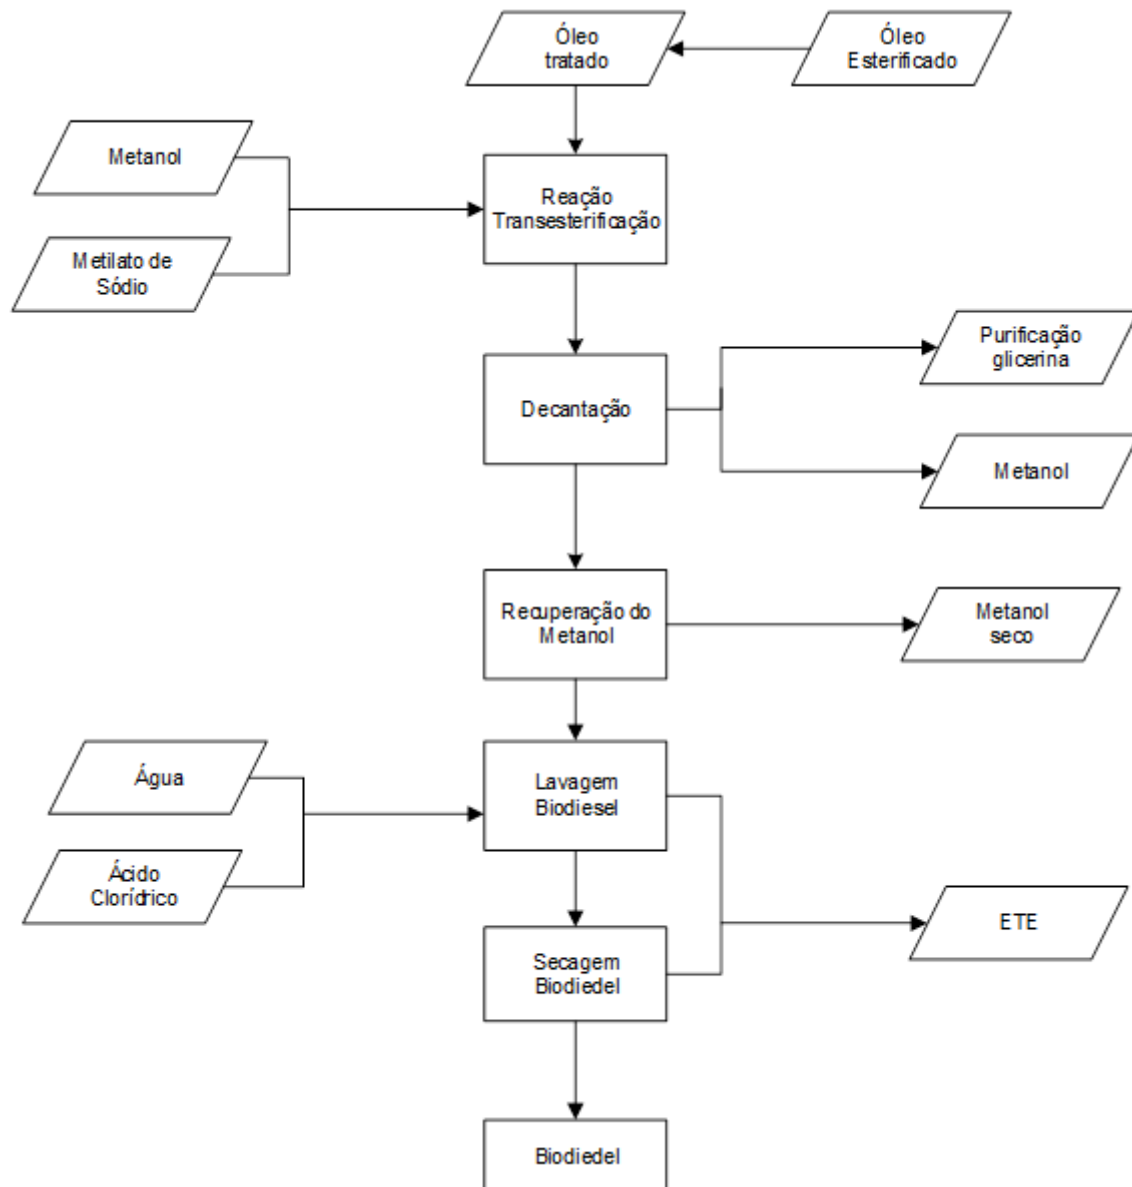 Óleo
tratado
Óleo
Esterificado
Metanol
Reação
Transesterificação
Metilato de
Sódio
Purificação
glicerina
Decantação
Metanol
Recuperação do
Metanol
Metanol
seco
Água
Lavagem
Biodiesel
Ácido
Clorídrico
ETE
Secagem
Biodiedel
Biodiedel